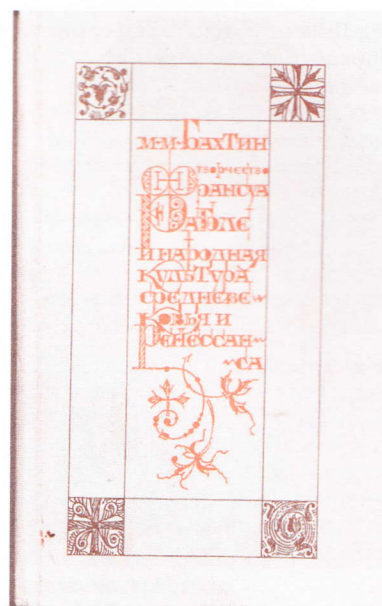 М·М·БАХТИН
ТВОРЧЕСТВО
ФРАНСУА
РАБЛЕ
И НАРОДНАЯ
КУЛЬТУРА
СРЕДНЕВЕ-
КОВЬЯ И
РЕНЕССАН-
-СА